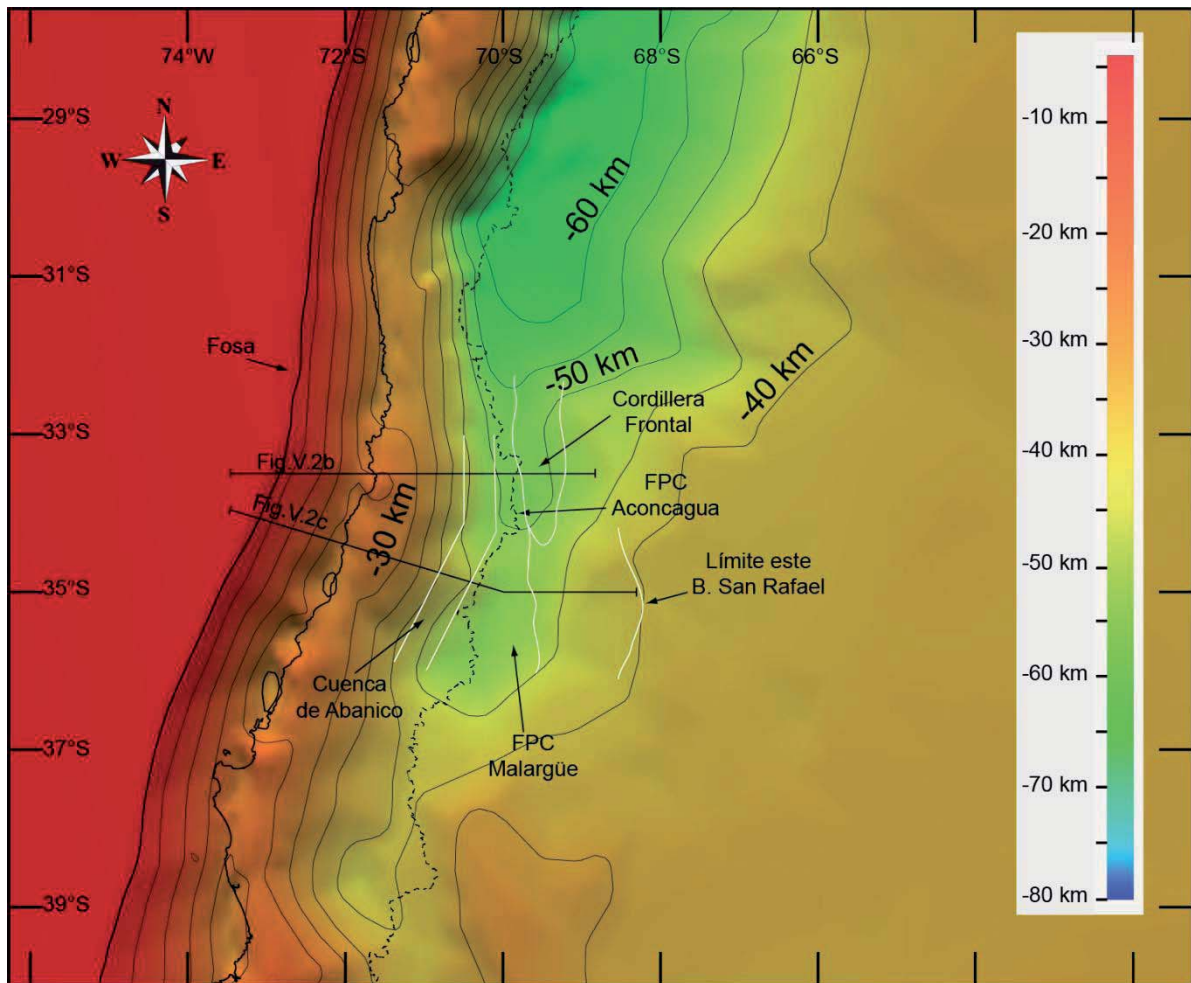 74°W
72°S
70°S
68°S
66°S
29°S
31°S
33°S
35°S
37°S
39°S
N
W
E
S
-60 km
-50 km
-40 km
-30 km
Fosa
Fig.V.2b
Fig.V.2c
Cordillera
Frontal
FPC
Aconcagua
Límite este
B. San Rafael
Cuenca
de Abanico
FPC
Malargüe
-10 km
-20 km
-30 km
-40 km
-50 km
-60 km
-70 km
-80 km